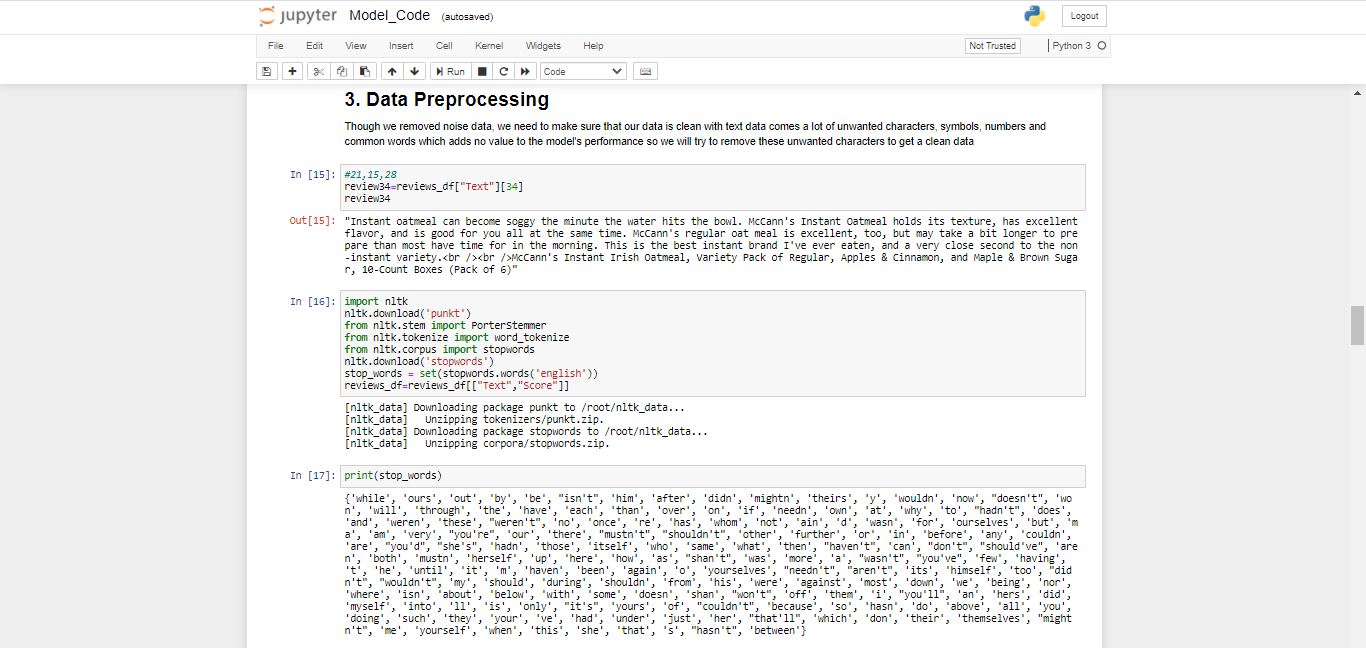 jupyter Model_Code (autosaved)
Logout
File Edit View Insert Cell Kernel Widgets Help
Not Trusted
Python 3
Run
Code
3. Data Preprocessing
Though we removed noise data, we need to make sure that our data is clean with text data comes a lot of unwanted characters, symbols, numbers and
common words which adds no value to the model's performance so we will try to remove these unwanted characters to get a clean data
In [15]:
#21,15,28
review34=reviews_df["Text"][34]
review34
Out[15]:
"Instant oatmeal can become soggy the minute the water hits the bowl. McCann's Instant Oatmeal holds its texture, has excellent
flavor, and is good for you all at the same time. McCann's regular oat meal is excellent, too, but may take a bit longer to pre
pare than most have time for in the morning. This is the best instant brand I've ever eaten, and a very close second to the non
-instant variety.<br /><br />McCann's Instant Irish Oatmeal, Variety Pack of Regular, Apples & Cinnamon, and Maple & Brown Suga
r, 10-Count Boxes (Pack of 6)"
In [16]:
import nltk
nltk.download('punkt')
from nltk.stem import PorterStemmer
from nltk.tokenize import word_tokenize
from nltk.corpus import stopwords
nltk.download('stopwords')
stop_words = set(stopwords.words('english'))
reviews_df=reviews_df[["Text","Score"]]
[nltk_data] Downloading package punkt to /root/nltk_data...
[nltk_data]   Unzipping tokenizers/punkt.zip.
[nltk_data] Downloading package stopwords to /root/nltk_data...
[nltk_data]   Unzipping corpora/stopwords.zip.
In [17]:
print(stop_words)
{'while', 'ours', 'out', 'by', 'be', "isn't", 'him', 'after', 'didn', 'mightn', 'theirs', 'y', 'wouldn', 'now', "doesn't", 'wo
n', 'will', 'through', 'the', 'have', 'each', 'than', 'over', 'on', 'if', 'needn', 'own', 'at', 'why', 'to', "hadn't", 'does',
'and', 'weren', 'these', "weren't", 'no', 'once', 're', 'has', 'whom', 'not', 'ain', 'd', 'wasn', 'for', 'ourselves', 'but', 'm
a', 'am', 'very', "you're", 'our', 'there', "mustn't", "shouldn't", 'other', 'further', 'or', 'in', 'before', 'any', 'couldn',
'are', "you'd", "she's", 'hadn', 'those', 'itself', 'who', 'same', 'what', 'then', "haven't", 'can', "don't", "should've", 'are
n', 'both', 'mustn', 'herself', 'up', 'here', 'how', 'as', "shan't", 'was', 'more', 'a', "wasn't", "you've", 'few', 'having',
't', 'he', 'until', 'it', 'm', 'haven', 'been', 'again', 'o', 'yourselves', "needn't", "aren't", 'its', 'himself', 'too', "did
n't", "wouldn't", 'my', 'should', 'during', 'shouldn', 'from', 'his', 'were', 'against', 'most', 'down', 'we', 'being', 'nor',
'where', 'isn', 'about', 'below', 'with', 'some', 'doesn', 'shan', "won't", 'off', 'them', 'i', "you'll", 'an', 'hers', 'did',
'myself', 'into', 'll', 'is', 'only', "it's", 'yours', 'of', "couldn't", 'because', 'so', 'hasn', 'do', 'above', 'all', 'you',
'doing', 'such', 'they', 'your', 've', 'had', 'under', 'just', 'her', "that'll", 'which', 'don', 'their', 'themselves', "might
n't", 'me', 'yourself', 'when', 'this', 'she', 'that', 's', "hasn't", 'between'}